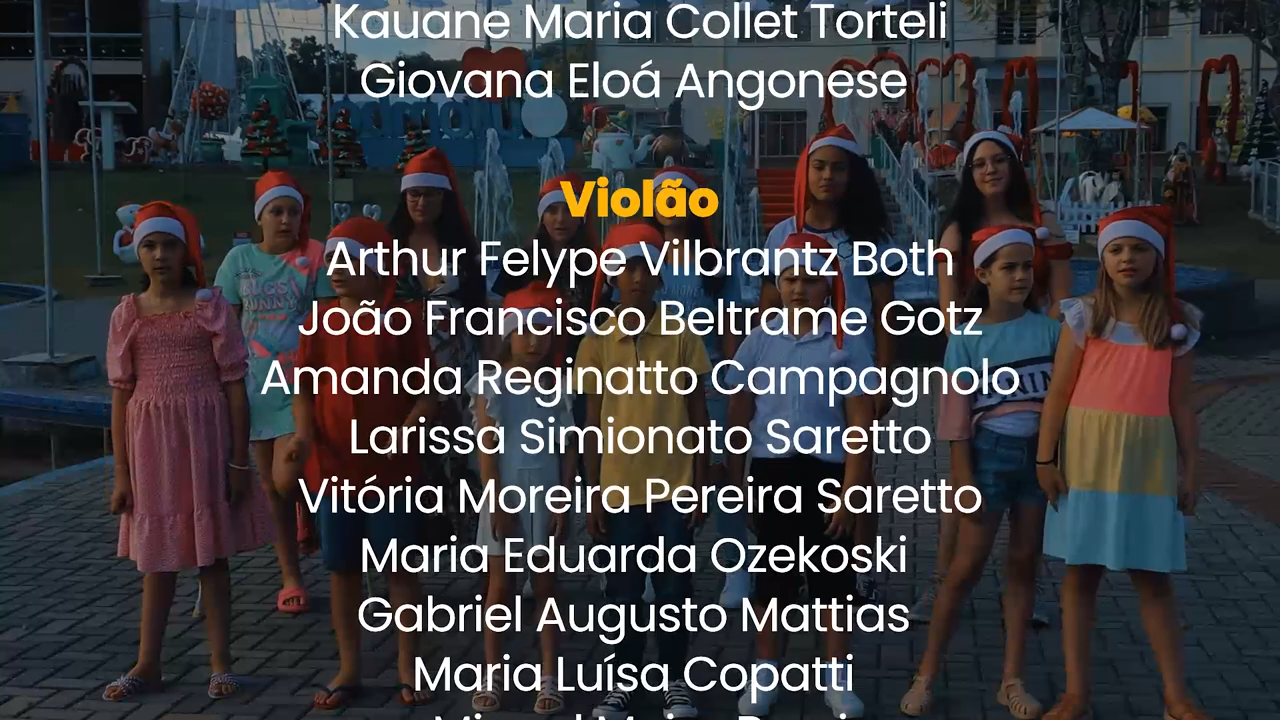 Kauane Maria Collet Torteli
Giovana Eloá Angonese
Violão
Arthur Felype Vilbrantz Both
João Francisco Beltrame Gotz
Amanda Reginatto Campagnolo
Larissa Simionato Saretto
Vitória Moreira Pereira Saretto
Maria Eduarda Ozekoski
Gabriel Augusto Mattias
Maria Luísa Copatti